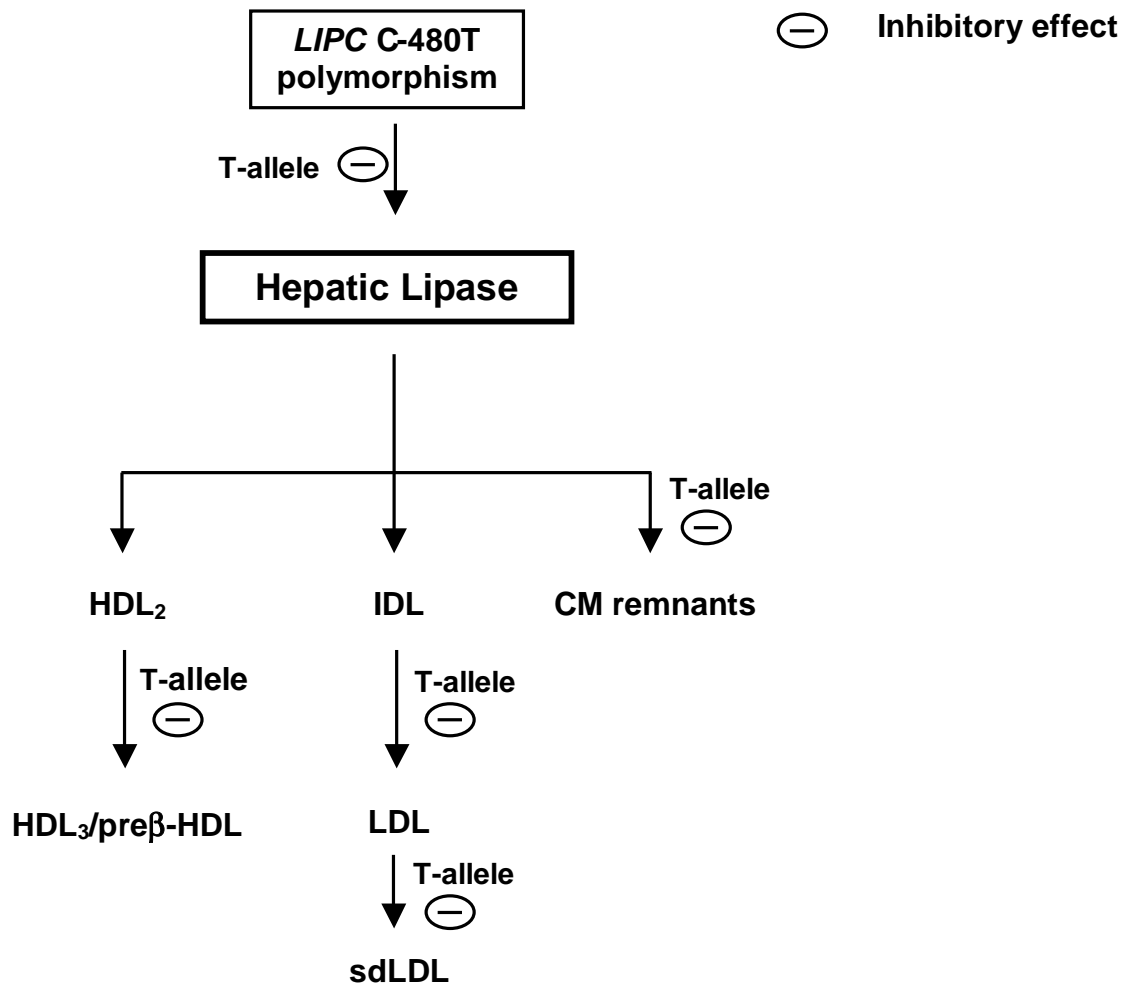 LIPC C-480T
polymorphism
⊖ Inhibitory effect
T-allele ⊖
Hepatic Lipase
T-allele
⊖
HDL₂
IDL
CM remnants
T-allele
⊖
T-allele
⊖
HDL₃/preβ-HDL
LDL
T-allele
⊖
sdLDL